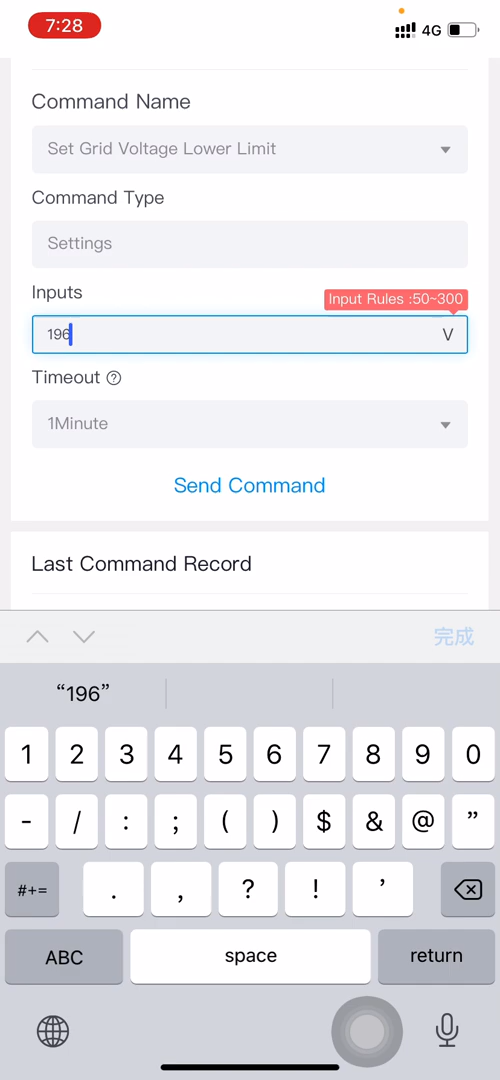 7:28
4G
Command Name
Set Grid Voltage Lower Limit
Command Type
Settings
Inputs
Input Rules :50~300
196
V
Timeout ?
1Minute
Send Command
Last Command Record
完成
“196”
1 2 3 4 5 6 7 8 9 0
- / : ; ( ) $ & @ ”
#+= . , ? ! ’
ABC space return